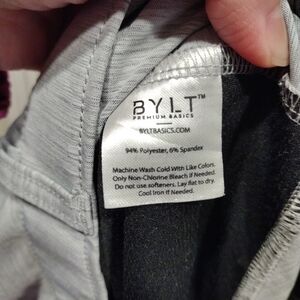 BYLT™
PREMIUM BASICS
BYLTBASICS.COM
94% Polyester, 6% Spandex
Machine Wash Cold With Like Colors.
Only Non-Chlorine Bleach if Needed.
Do not use softeners. Lay flat to dry.
Cool Iron if Needed.